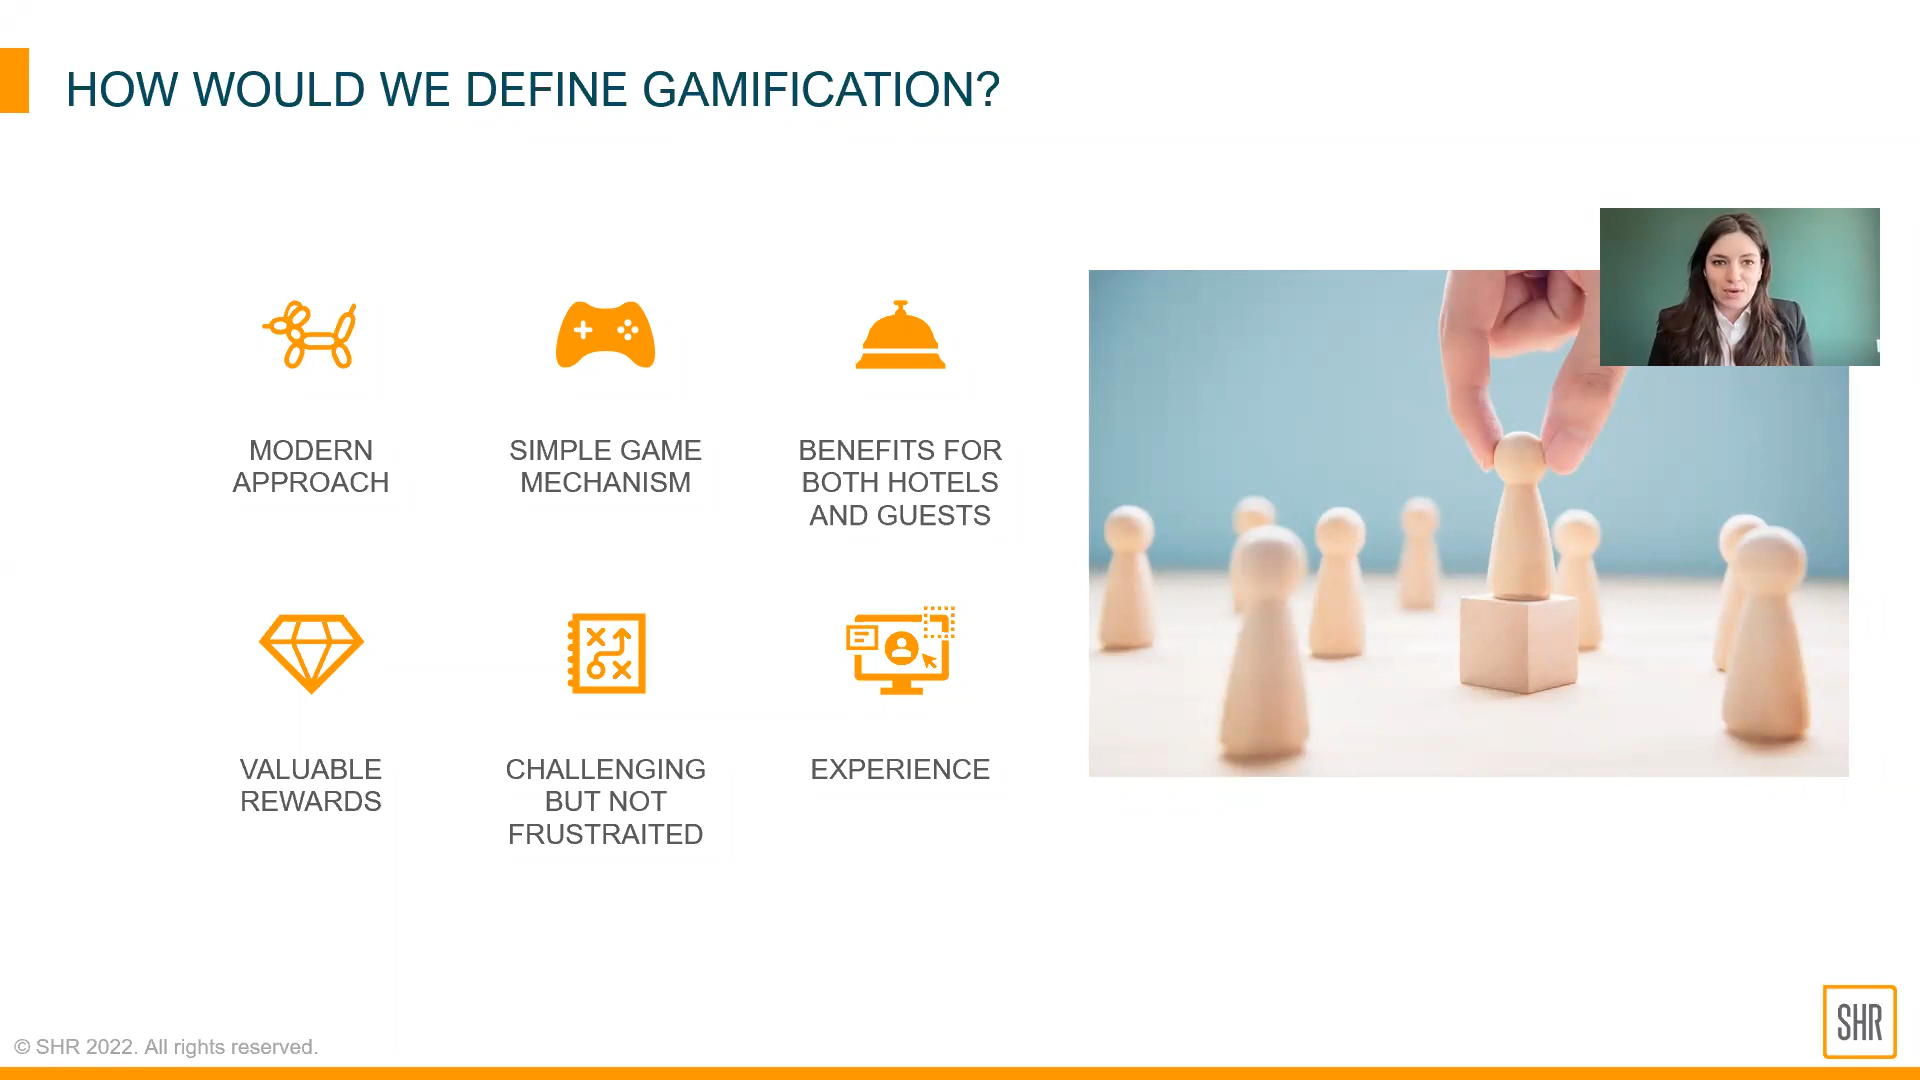 HOW WOULD WE DEFINE GAMIFICATION?
MODERN
APPROACH
SIMPLE GAME
MECHANISM
BENEFITS FOR
BOTH HOTELS
AND GUESTS
VALUABLE
REWARDS
CHALLENGING
BUT NOT
FRUSTRAITED
EXPERIENCE
SHR
© SHR 2022. All rights reserved.